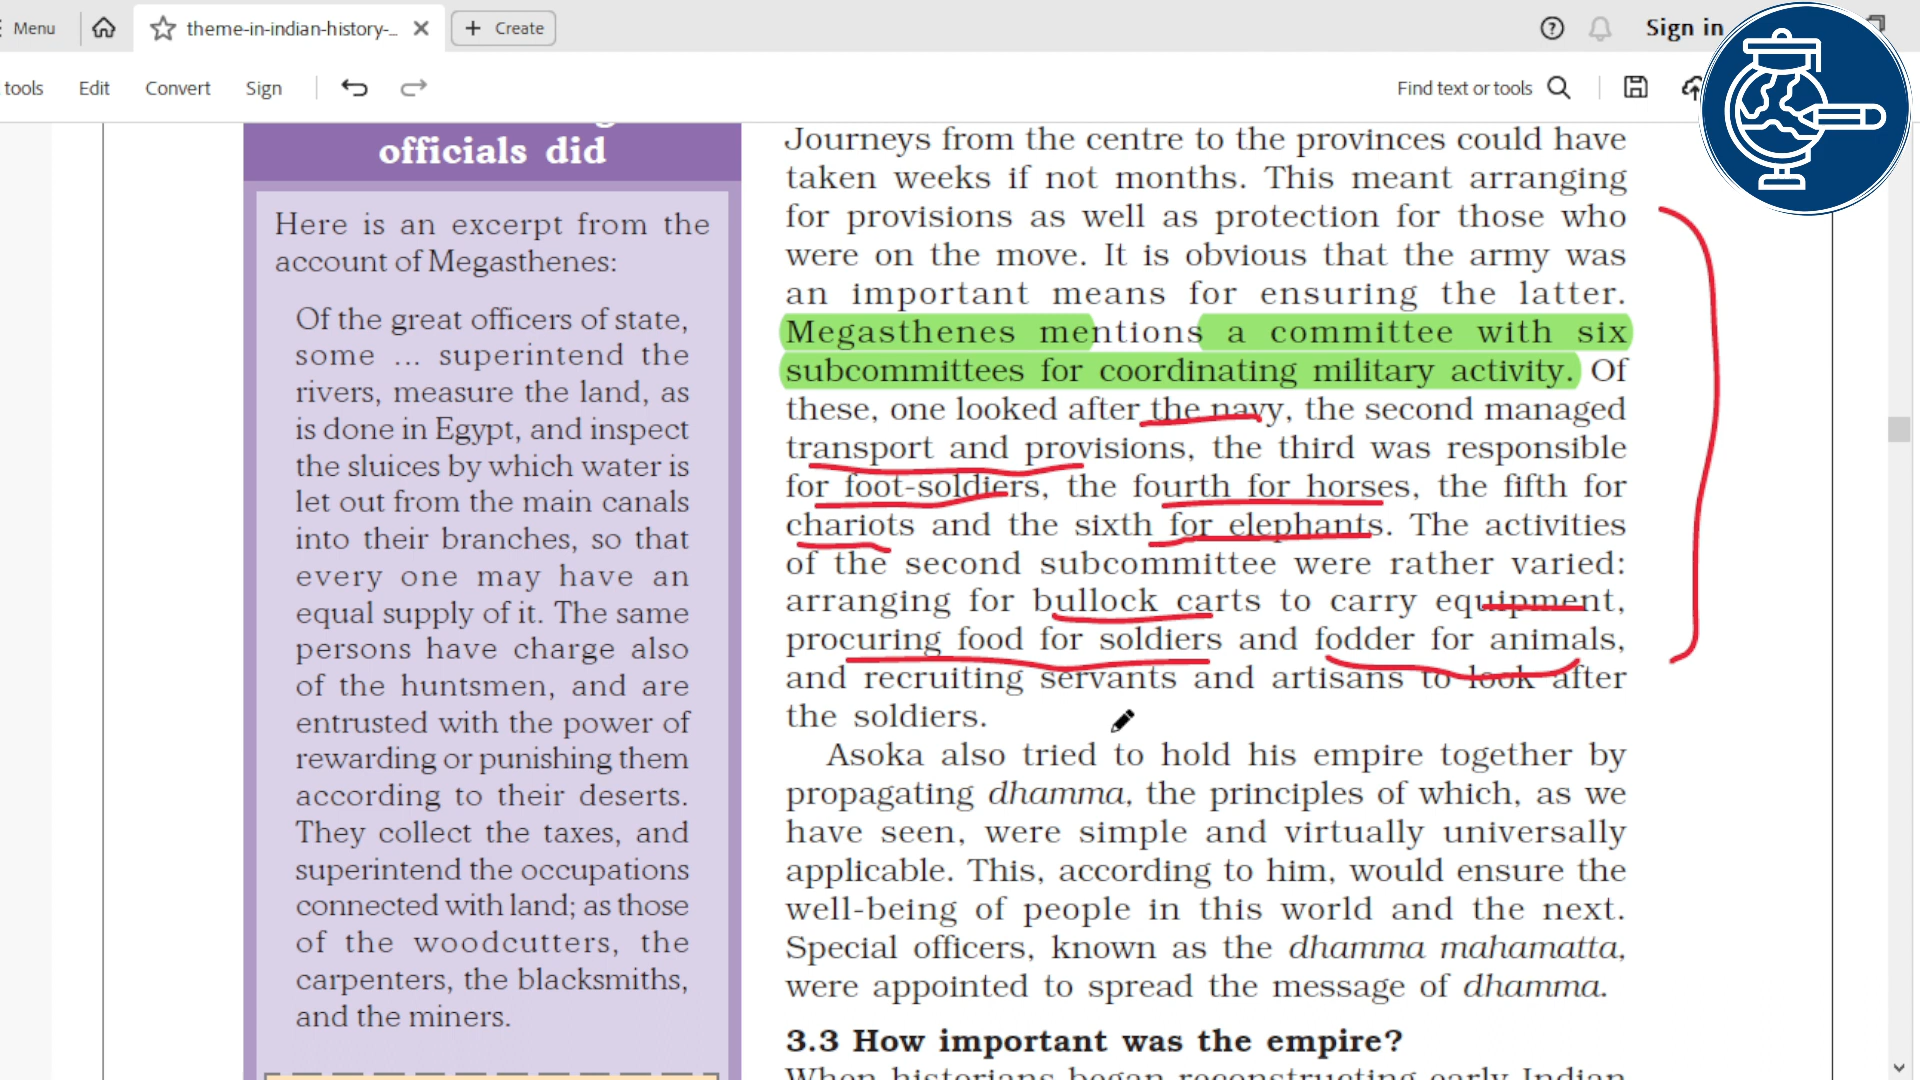 Menu
theme-in-indian-history-...
Create
Sign in
tools
Edit
Convert
Sign
Find text or tools
officials did
Here is an excerpt from the
account of Megasthenes:
Of the great officers of state,
some ... superintend the
rivers, measure the land, as
is done in Egypt, and inspect
the sluices by which water is
let out from the main canals
into their branches, so that
every one may have an
equal supply of it. The same
persons have charge also
of the huntsmen, and are
entrusted with the power of
rewarding or punishing them
according to their deserts.
They collect the taxes, and
superintend the occupations
connected with land; as those
of the woodcutters, the
carpenters, the blacksmiths,
and the miners.
Journeys from the centre to the provinces could have
taken weeks if not months. This meant arranging
for provisions as well as protection for those who
were on the move. It is obvious that the army was
an important means for ensuring the latter.
Megasthenes mentions a committee with six
subcommittees for coordinating military activity. Of
these, one looked after the navy, the second managed
transport and provisions, the third was responsible
for foot-soldiers, the fourth for horses, the fifth for
chariots and the sixth for elephants. The activities
of the second subcommittee were rather varied:
arranging for bullock carts to carry equipment,
procuring food for soldiers and fodder for animals,
and recruiting servants and artisans to look after
the soldiers.
Asoka also tried to hold his empire together by
propagating dhamma, the principles of which, as we
have seen, were simple and virtually universally
applicable. This, according to him, would ensure the
well-being of people in this world and the next.
Special officers, known as the dhamma mahamatta,
were appointed to spread the message of dhamma.
3.3 How important was the empire?
When historians began reconstructing early Indian